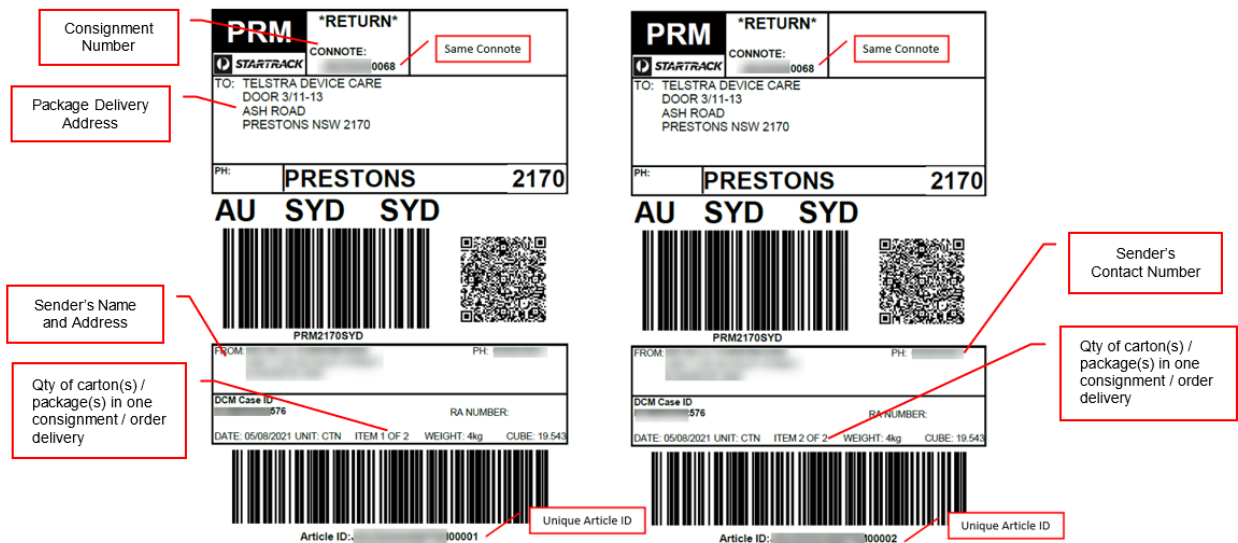 Consignment
Number
Package Delivery
Address
Sender's Name
and Address
Qty of carton(s) /
package(s) in one
consignment / order
delivery
PRM
*RETURN*
CONNOTE:
0068
STARTRACK
Same Connote
TO: TELSTRA DEVICE CARE
DOOR 3/11-13
ASH ROAD
PRESTONS NSW 2170
PH:
PRESTONS 2170
AU SYD SYD
PRM2170SYD
FROM: PH:
DCM Case ID
576
RA NUMBER:
DATE: 05/08/2021 UNIT: CTN ITEM 1 OF 2 WEIGHT: 4kg CUBE: 19.543
Article ID: 00001
Unique Article ID
PRM
*RETURN*
CONNOTE:
0068
STARTRACK
Same Connote
TO: TELSTRA DEVICE CARE
DOOR 3/11-13
ASH ROAD
PRESTONS NSW 2170
PH:
PRESTONS 2170
AU SYD SYD
PRM2170SYD
FROM: PH:
DCM Case ID
576
RA NUMBER:
DATE: 05/08/2021 UNIT: CTN ITEM 2 OF 2 WEIGHT: 4kg CUBE: 19.543
Article ID: 00002
Unique Article ID
Sender's
Contact Number
Qty of carton(s) /
package(s) in one
consignment / order
delivery